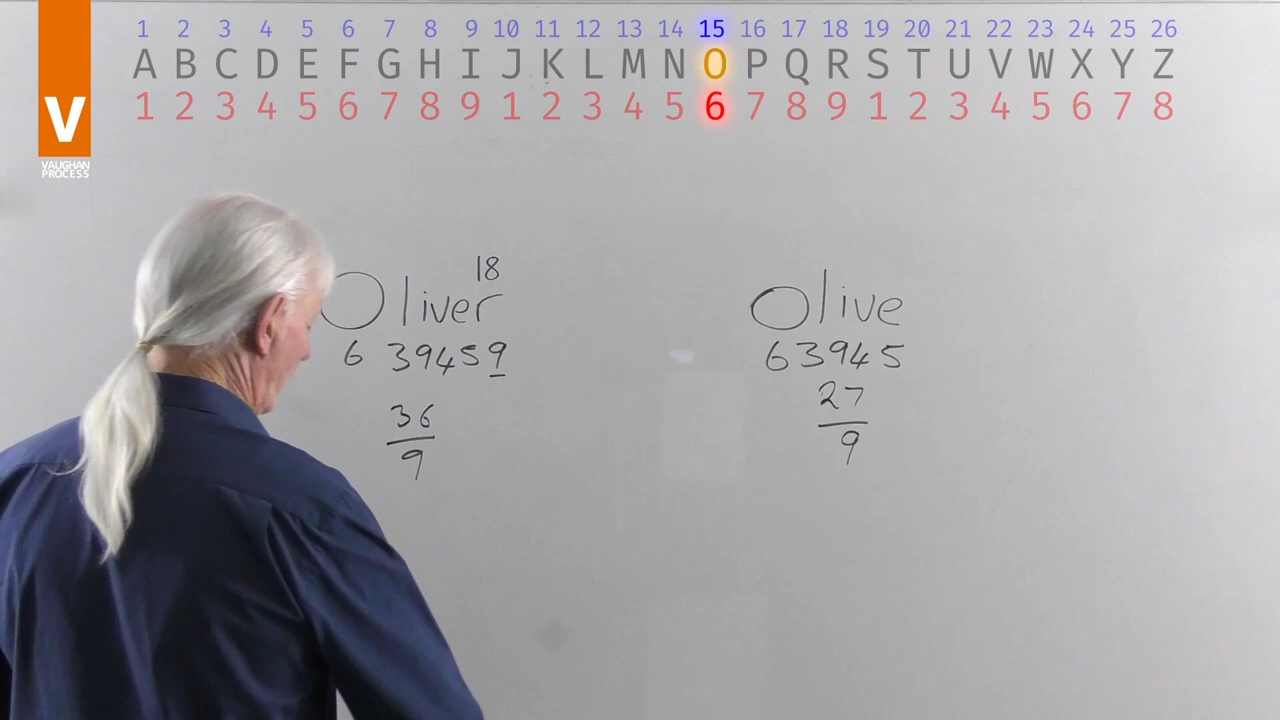 1 2 3 4 5 6 7 8 9 10 11 12 13 14 15 16 17 18 19 20 21 22 23 24 25 26
A B C D E F G H I J K L M N O P Q R S T U V W X Y Z
1 2 3 4 5 6 7 8 9 1 2 3 4 5 6 7 8 9 1 2 3 4 5 6 7 8
V
VAUGHAN
PROCESS
18
Oliver
6 39459
36
9
Olive
63945
27
9